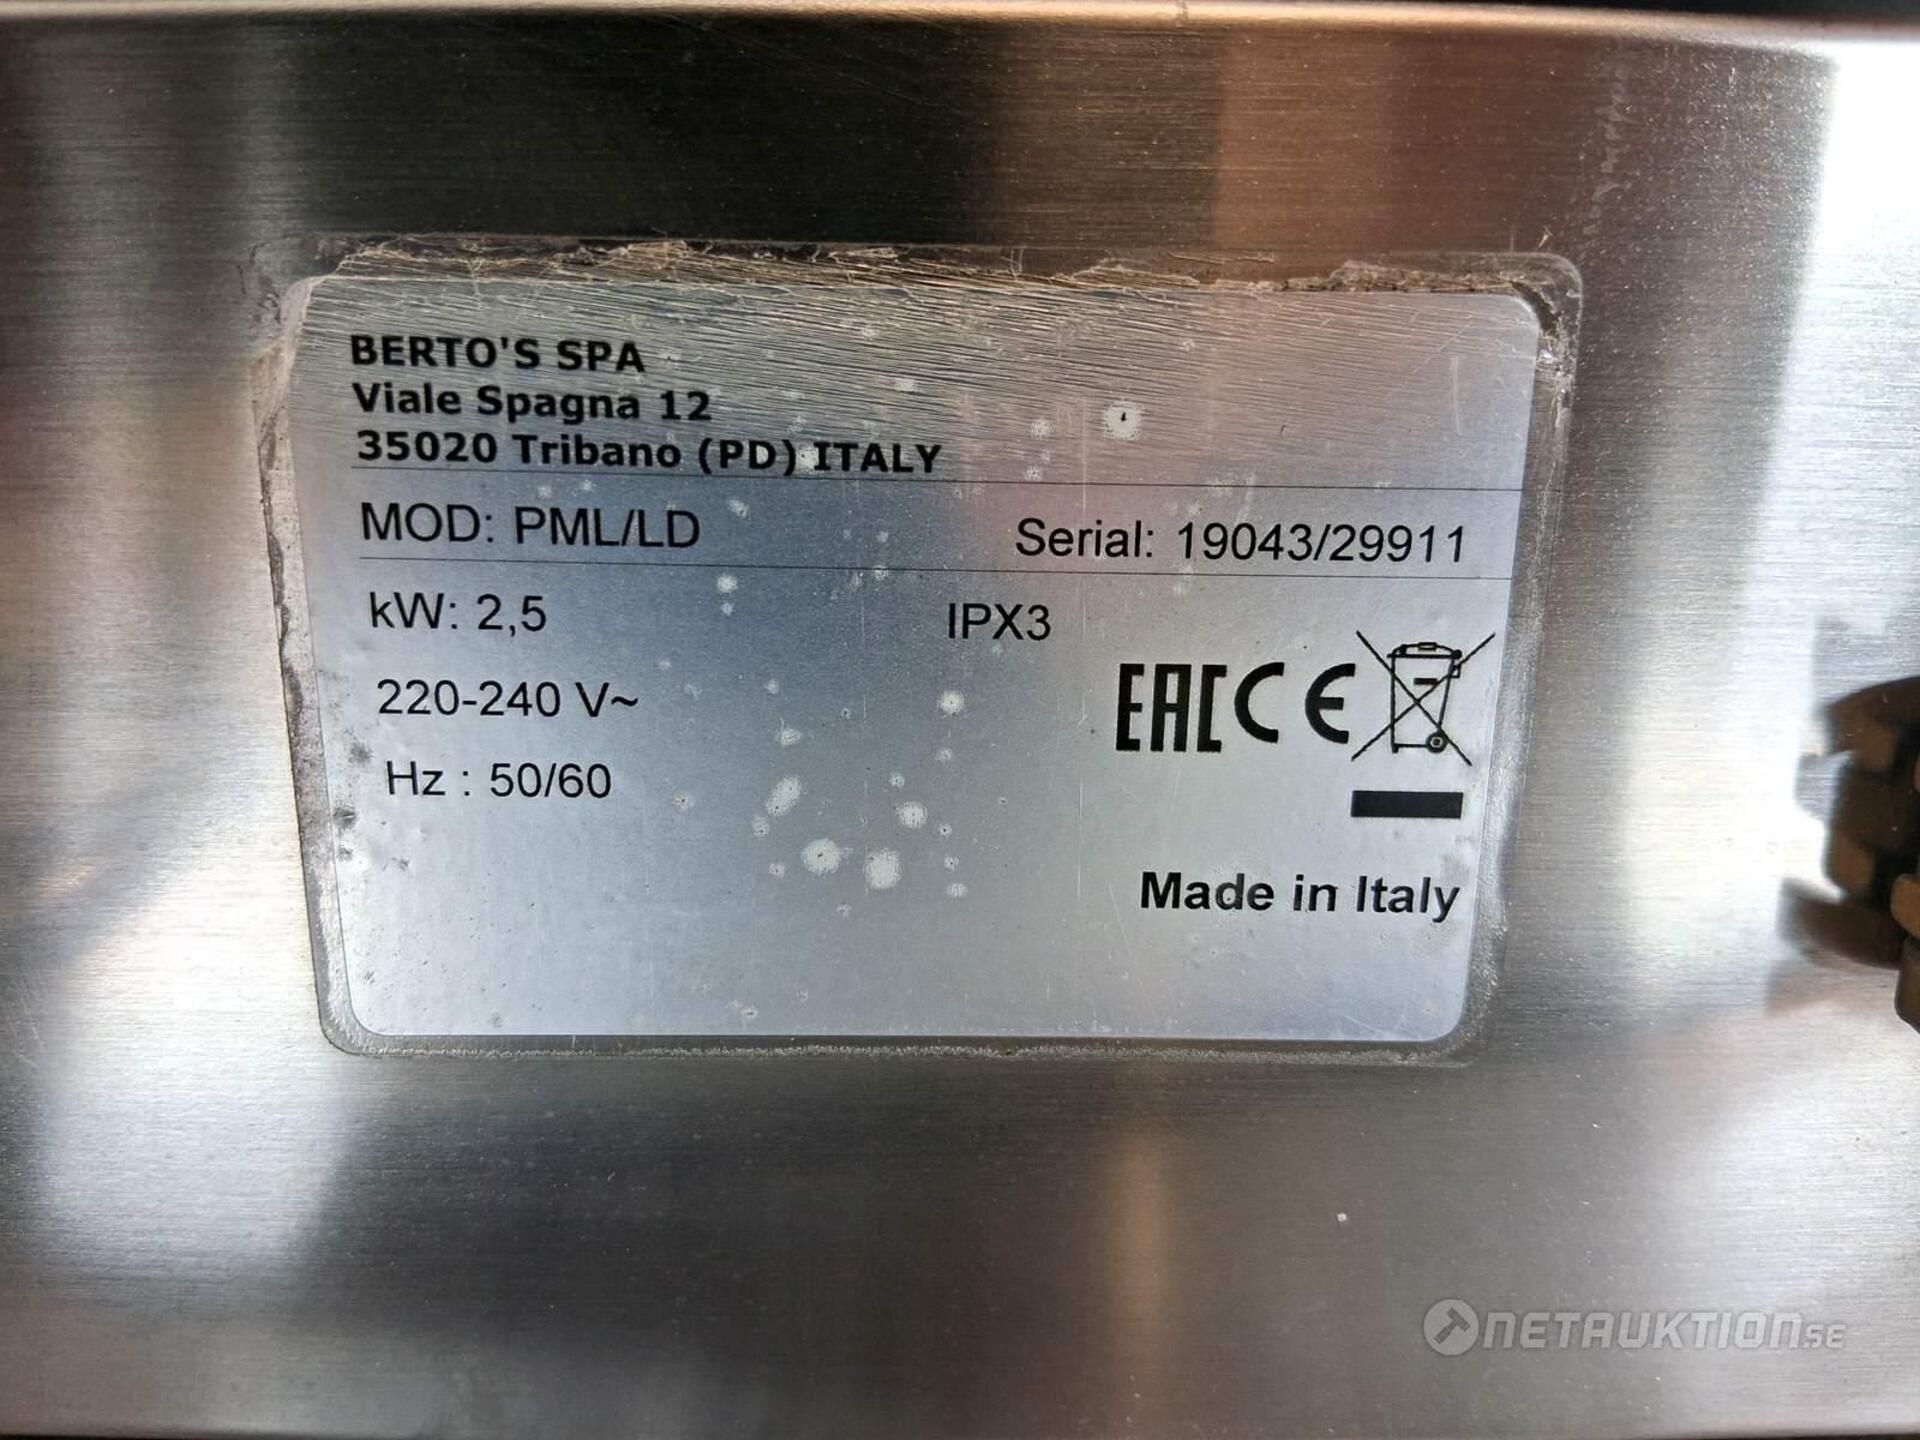 BERTO'S SPA
Viale Spagna 12
35020 Tribano (PD) ITALY
MOD: PML/LD
Serial: 19043/29911
kW: 2,5
IPX3
220-240 V~
EAC CE
Hz : 50/60
Made in Italy
NETAUKTION.SE